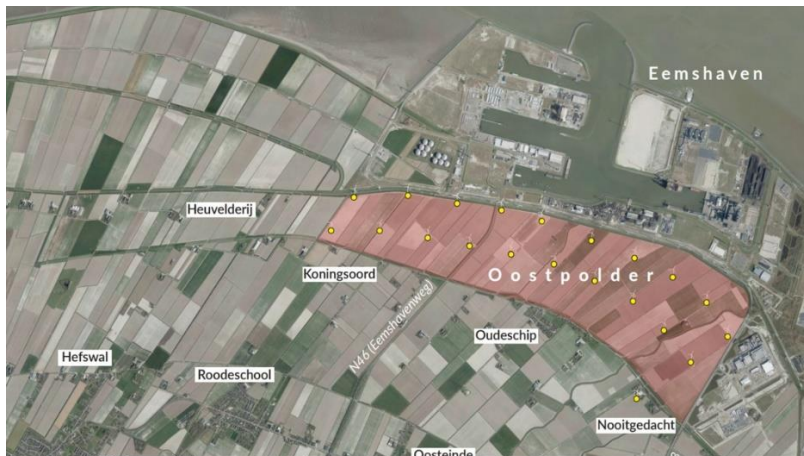 Eemshaven
Heuvelderij
Koningsoord
Oostpolder
N46 (Eemshavenweg)
Oudeschip
Hefswal
Roodeschool
Nooitgedacht
Oosteinde